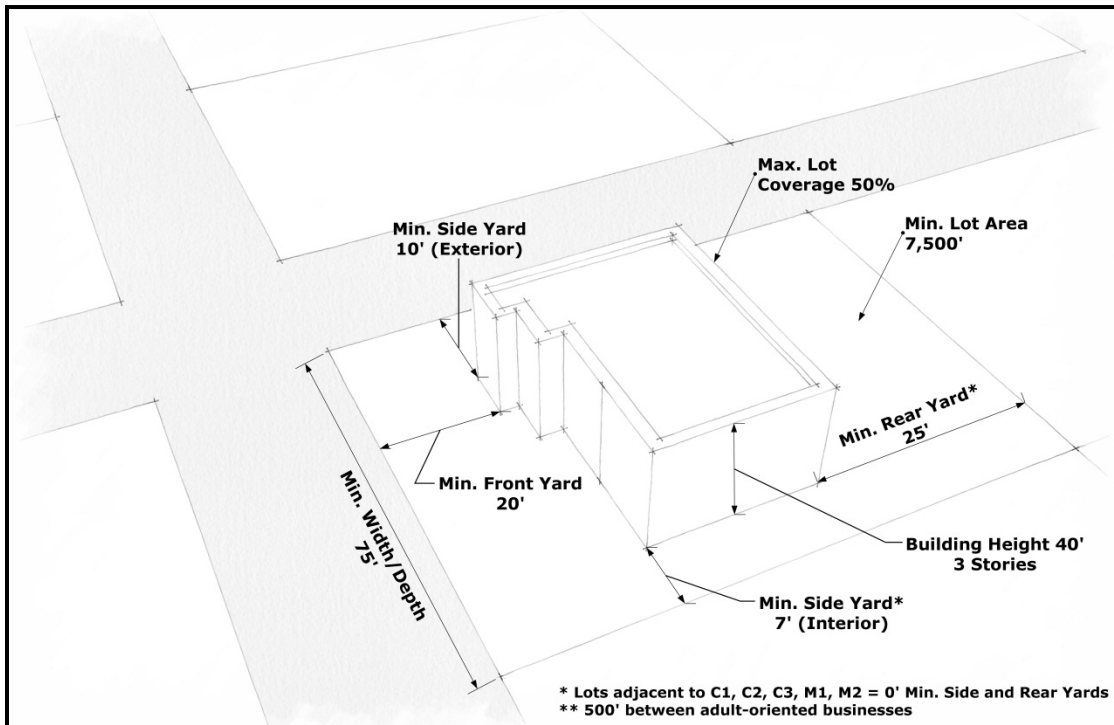 Max. Lot
Coverage 50%
Min. Side Yard
10' (Exterior)
Min. Lot Area
7,500'
Min. Rear Yard*
25'
Min. Front Yard
20'
Min. Width/Depth
75'
Building Height 40'
3 Stories
Min. Side Yard*
7' (Interior)
* Lots adjacent to C1, C2, C3, M1, M2 = 0' Min. Side and Rear Yards
** 500' between adult-oriented businesses